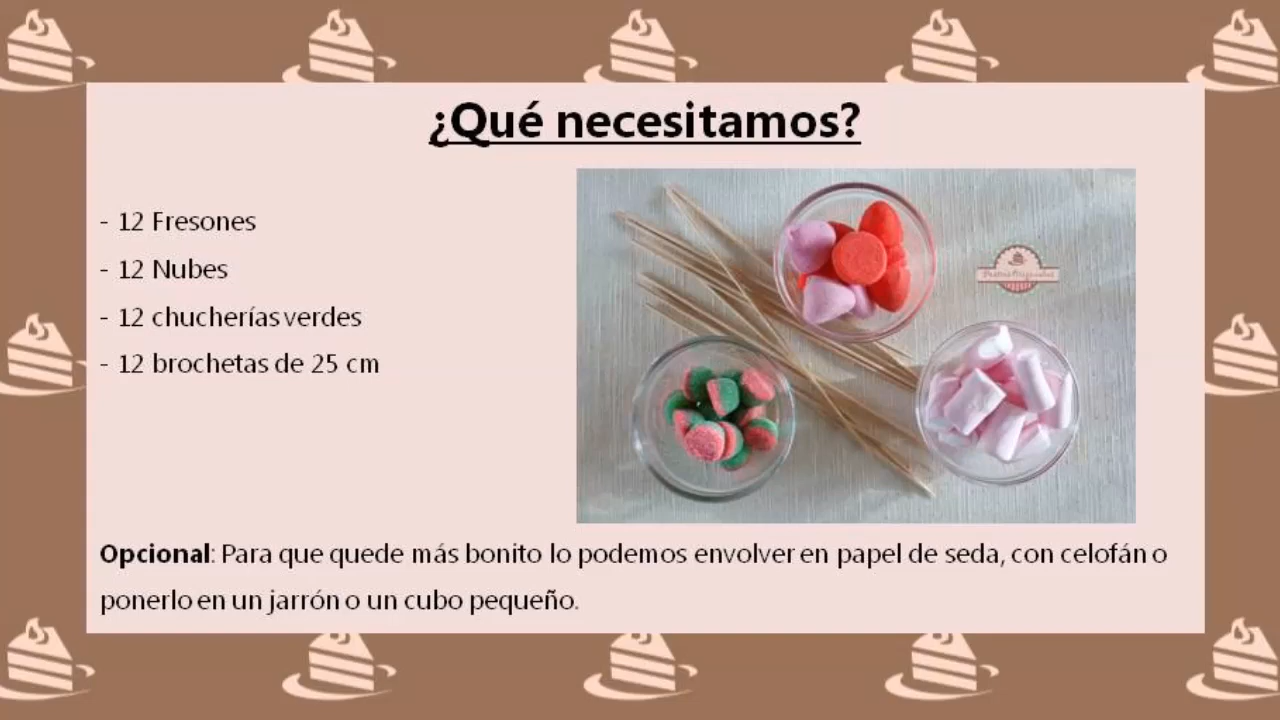 ¿Qué necesitamos?
- 12 Fresones
- 12 Nubes
- 12 chucherías verdes
- 12 brochetas de 25 cm
Opcional: Para que quede más bonito lo podemos envolver en papel de seda, con celofán o
ponerlo en un jarrón o un cubo pequeño.